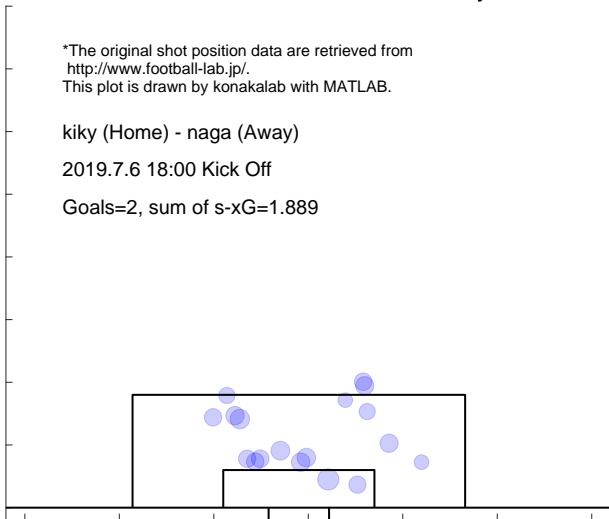 *The original shot position data are retrieved from
http://www.football-lab.jp/.
This plot is drawn by konakalab with MATLAB.
kiky (Home) - naga (Away)
2019.7.6 18:00 Kick Off
Goals=2, sum of s-xG=1.889